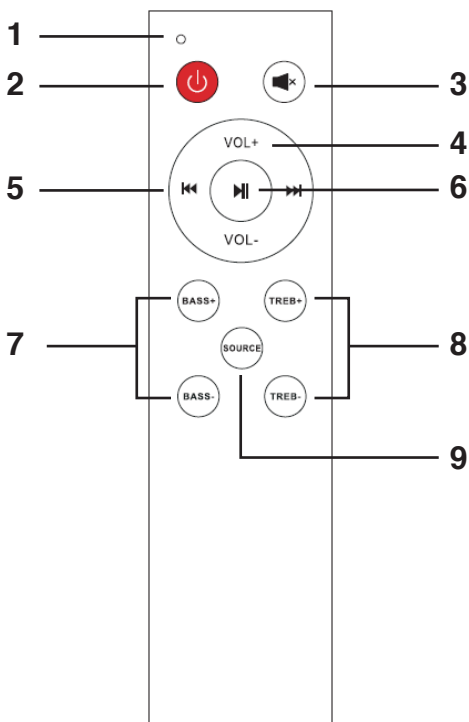 1
2
3
VOL+
4
5
6
VOL-
BASS+
TREB+
7
SOURCE
8
BASS-
TREB-
9